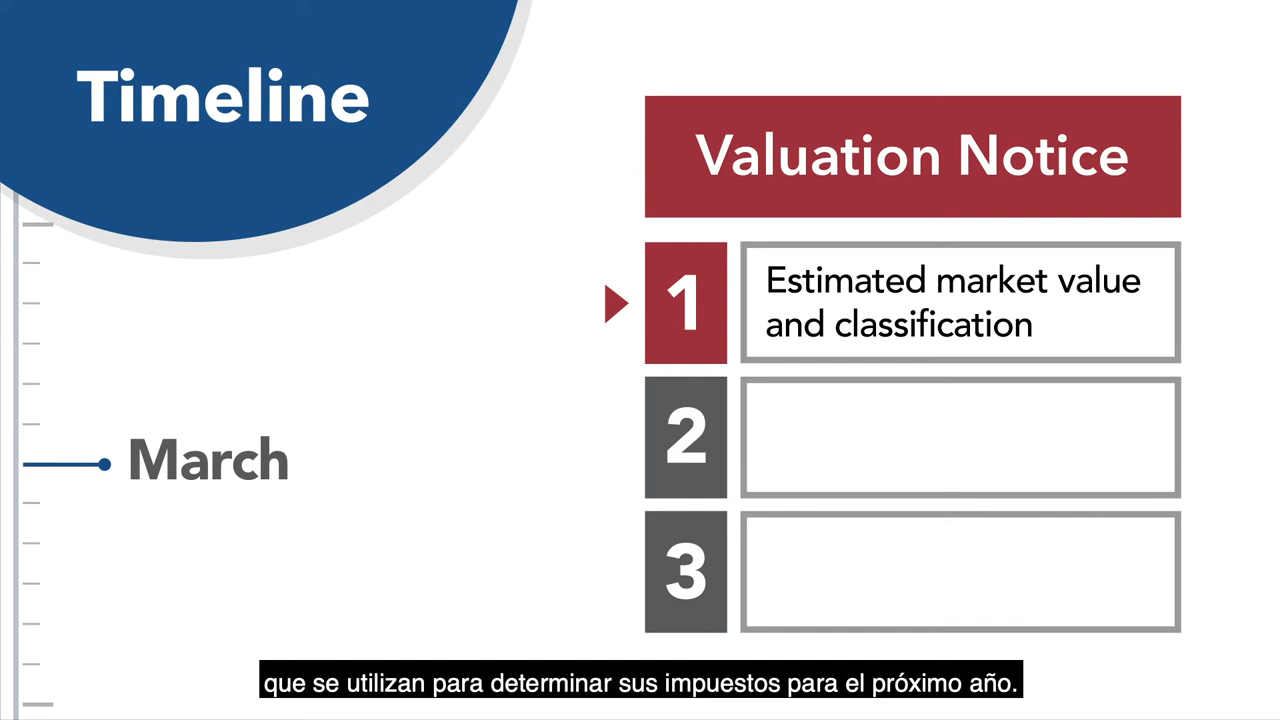 Timeline
Valuation Notice
1
Estimated market value
and classification
2
March
3
que se utilizan para determinar sus impuestos para el próximo año.